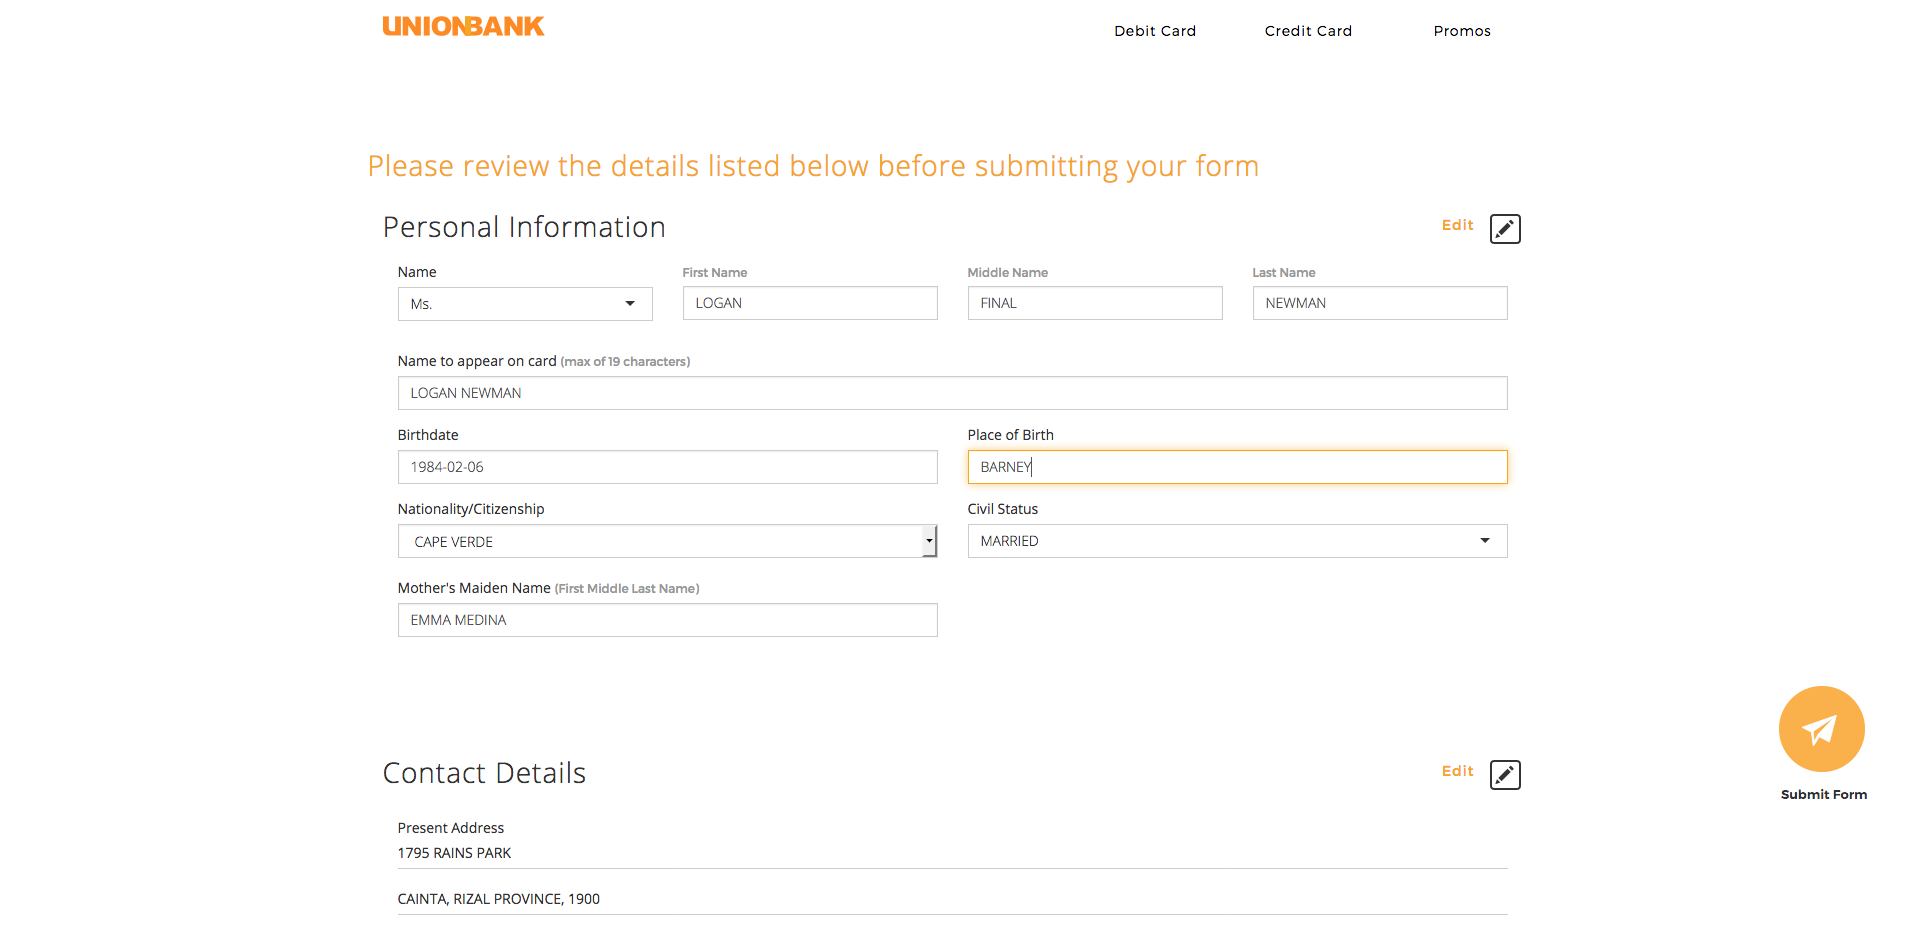 UNIONBANK
Debit Card Credit Card Promos
Please review the details listed below before submitting your form
Personal Information Edit
Name First Name Middle Name Last Name
Ms. LOGAN FINAL NEWMAN
Name to appear on card (max of 19 characters)
LOGAN NEWMAN
Birthdate Place of Birth
1984-02-06 BARNEY
Nationality/Citizenship Civil Status
CAPE VERDE MARRIED
Mother's Maiden Name (First Middle Last Name)
EMMA MEDINA
Contact Details Edit
Submit Form
Present Address
1795 RAINS PARK
CAINTA, RIZAL PROVINCE, 1900